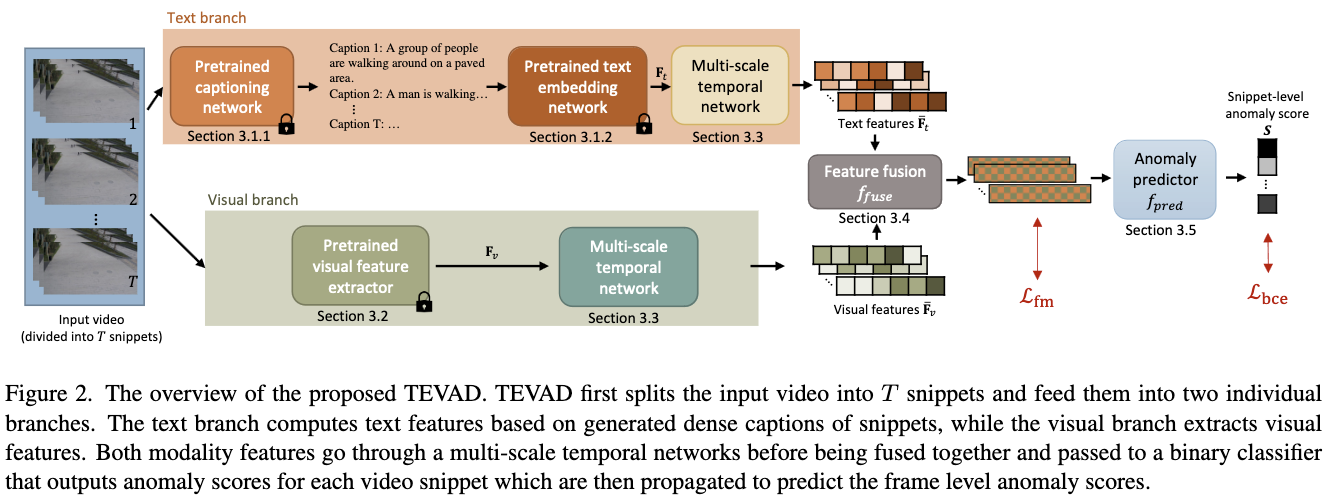 Text branch
Pretrained
captioning
network
Section 3.1.1
Caption 1: A group of people
are walking around on a paved
area.
Caption 2: A man is walking…
⋮
Caption T: …
Pretrained text
embedding
network
Section 3.1.2
F_t
Multi-scale
temporal
network
Section 3.3
1
2
⋮
T
Input video
(divided into T snippets)
Visual branch
Pretrained
visual feature
extractor
Section 3.2
F_v
Multi-scale
temporal
network
Section 3.3
Text features F̄_t
Feature fusion
f_fuse
Section 3.4
Visual features F̄_v
ℒ_fm
Anomaly
predictor
f_pred
Section 3.5
Snippet-level
anomaly score
S
⋮
ℒ_bce
Figure 2. The overview of the proposed TEVAD. TEVAD first splits the input video into T snippets and feed them into two individual
branches. The text branch computes text features based on generated dense captions of snippets, while the visual branch extracts visual
features. Both modality features go through a multi-scale temporal networks before being fused together and passed to a binary classifier
that outputs anomaly scores for each video snippet which are then propagated to predict the frame level anomaly scores.